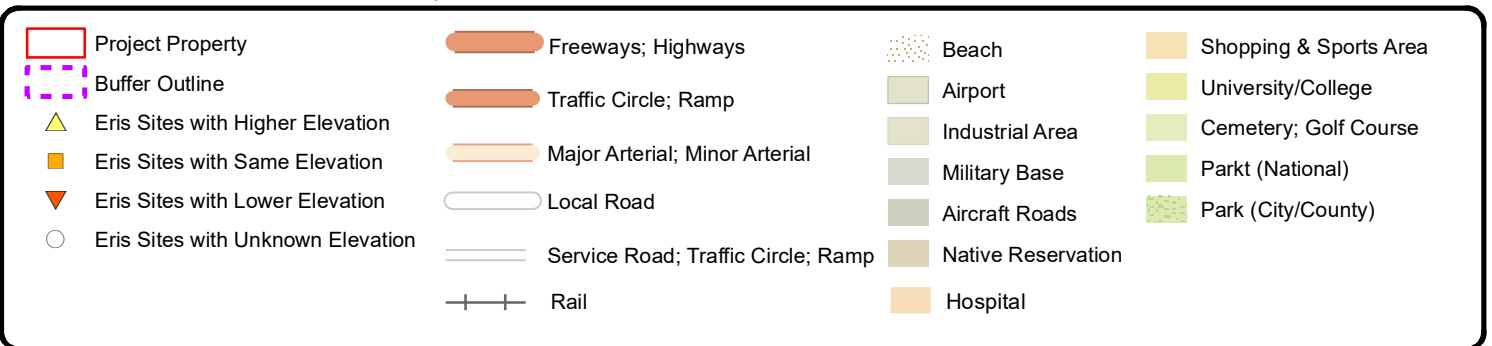 Project Property
Buffer Outline
Eris Sites with Higher Elevation
Eris Sites with Same Elevation
Eris Sites with Lower Elevation
Eris Sites with Unknown Elevation
Freeways; Highways
Traffic Circle; Ramp
Major Arterial; Minor Arterial
Local Road
Service Road; Traffic Circle; Ramp
Rail
Beach
Airport
Industrial Area
Military Base
Aircraft Roads
Native Reservation
Hospital
Shopping & Sports Area
University/College
Cemetery; Golf Course
Parkt (National)
Park (City/County)